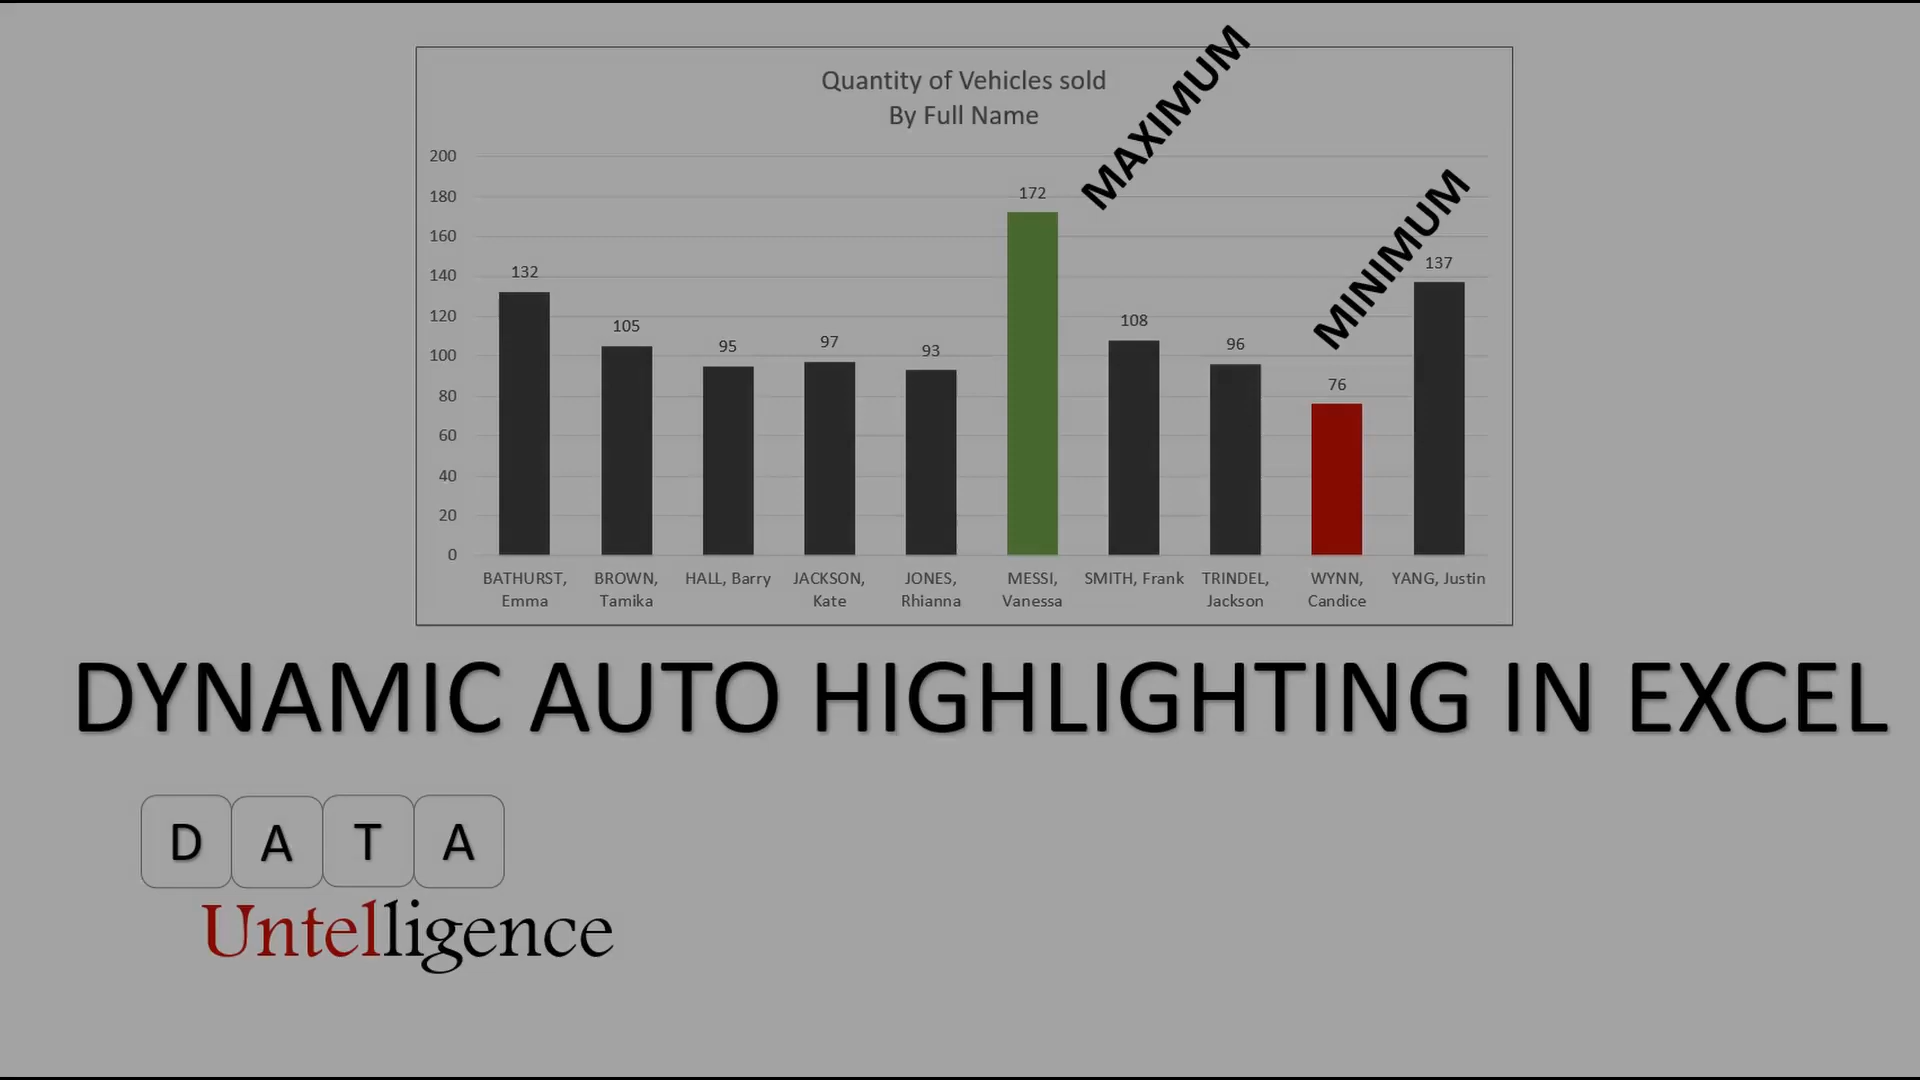 Quantity of Vehicles sold
By Full Name
MAXIMUM
MINIMUM
200
180
160
140
120
100
80
60
40
20
0
132
105
95
97
93
172
108
96
76
137
BATHURST, Emma
BROWN, Tamika
HALL, Barry
JACKSON, Kate
JONES, Rhianna
MESSI, Vanessa
SMITH, Frank
TRINDEL, Jackson
WYNN, Candice
YANG, Justin
DYNAMIC AUTO HIGHLIGHTING IN EXCEL
DATA
Untelligence